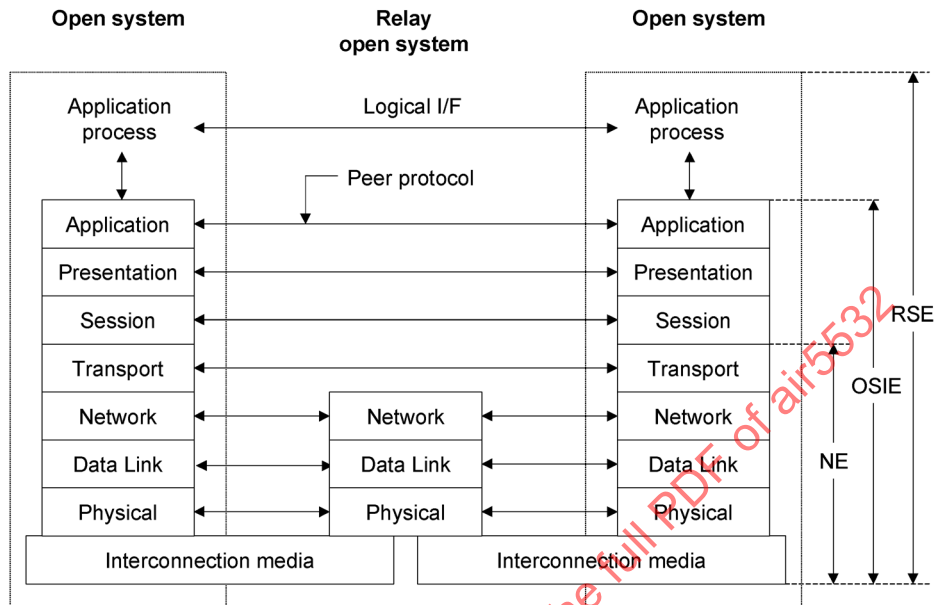 Open system
Relay
open system
Open system
Application
process
Logical I/F
Application
process
Peer protocol
Application
Application
Presentation
Presentation
Session
Session
RSE
Transport
Transport
OSIE
Network
Network
Network
Data Link
Data Link
Data Link
NE
Physical
Physical
Physical
Interconnection media
Interconnection media
full PDF of air5532